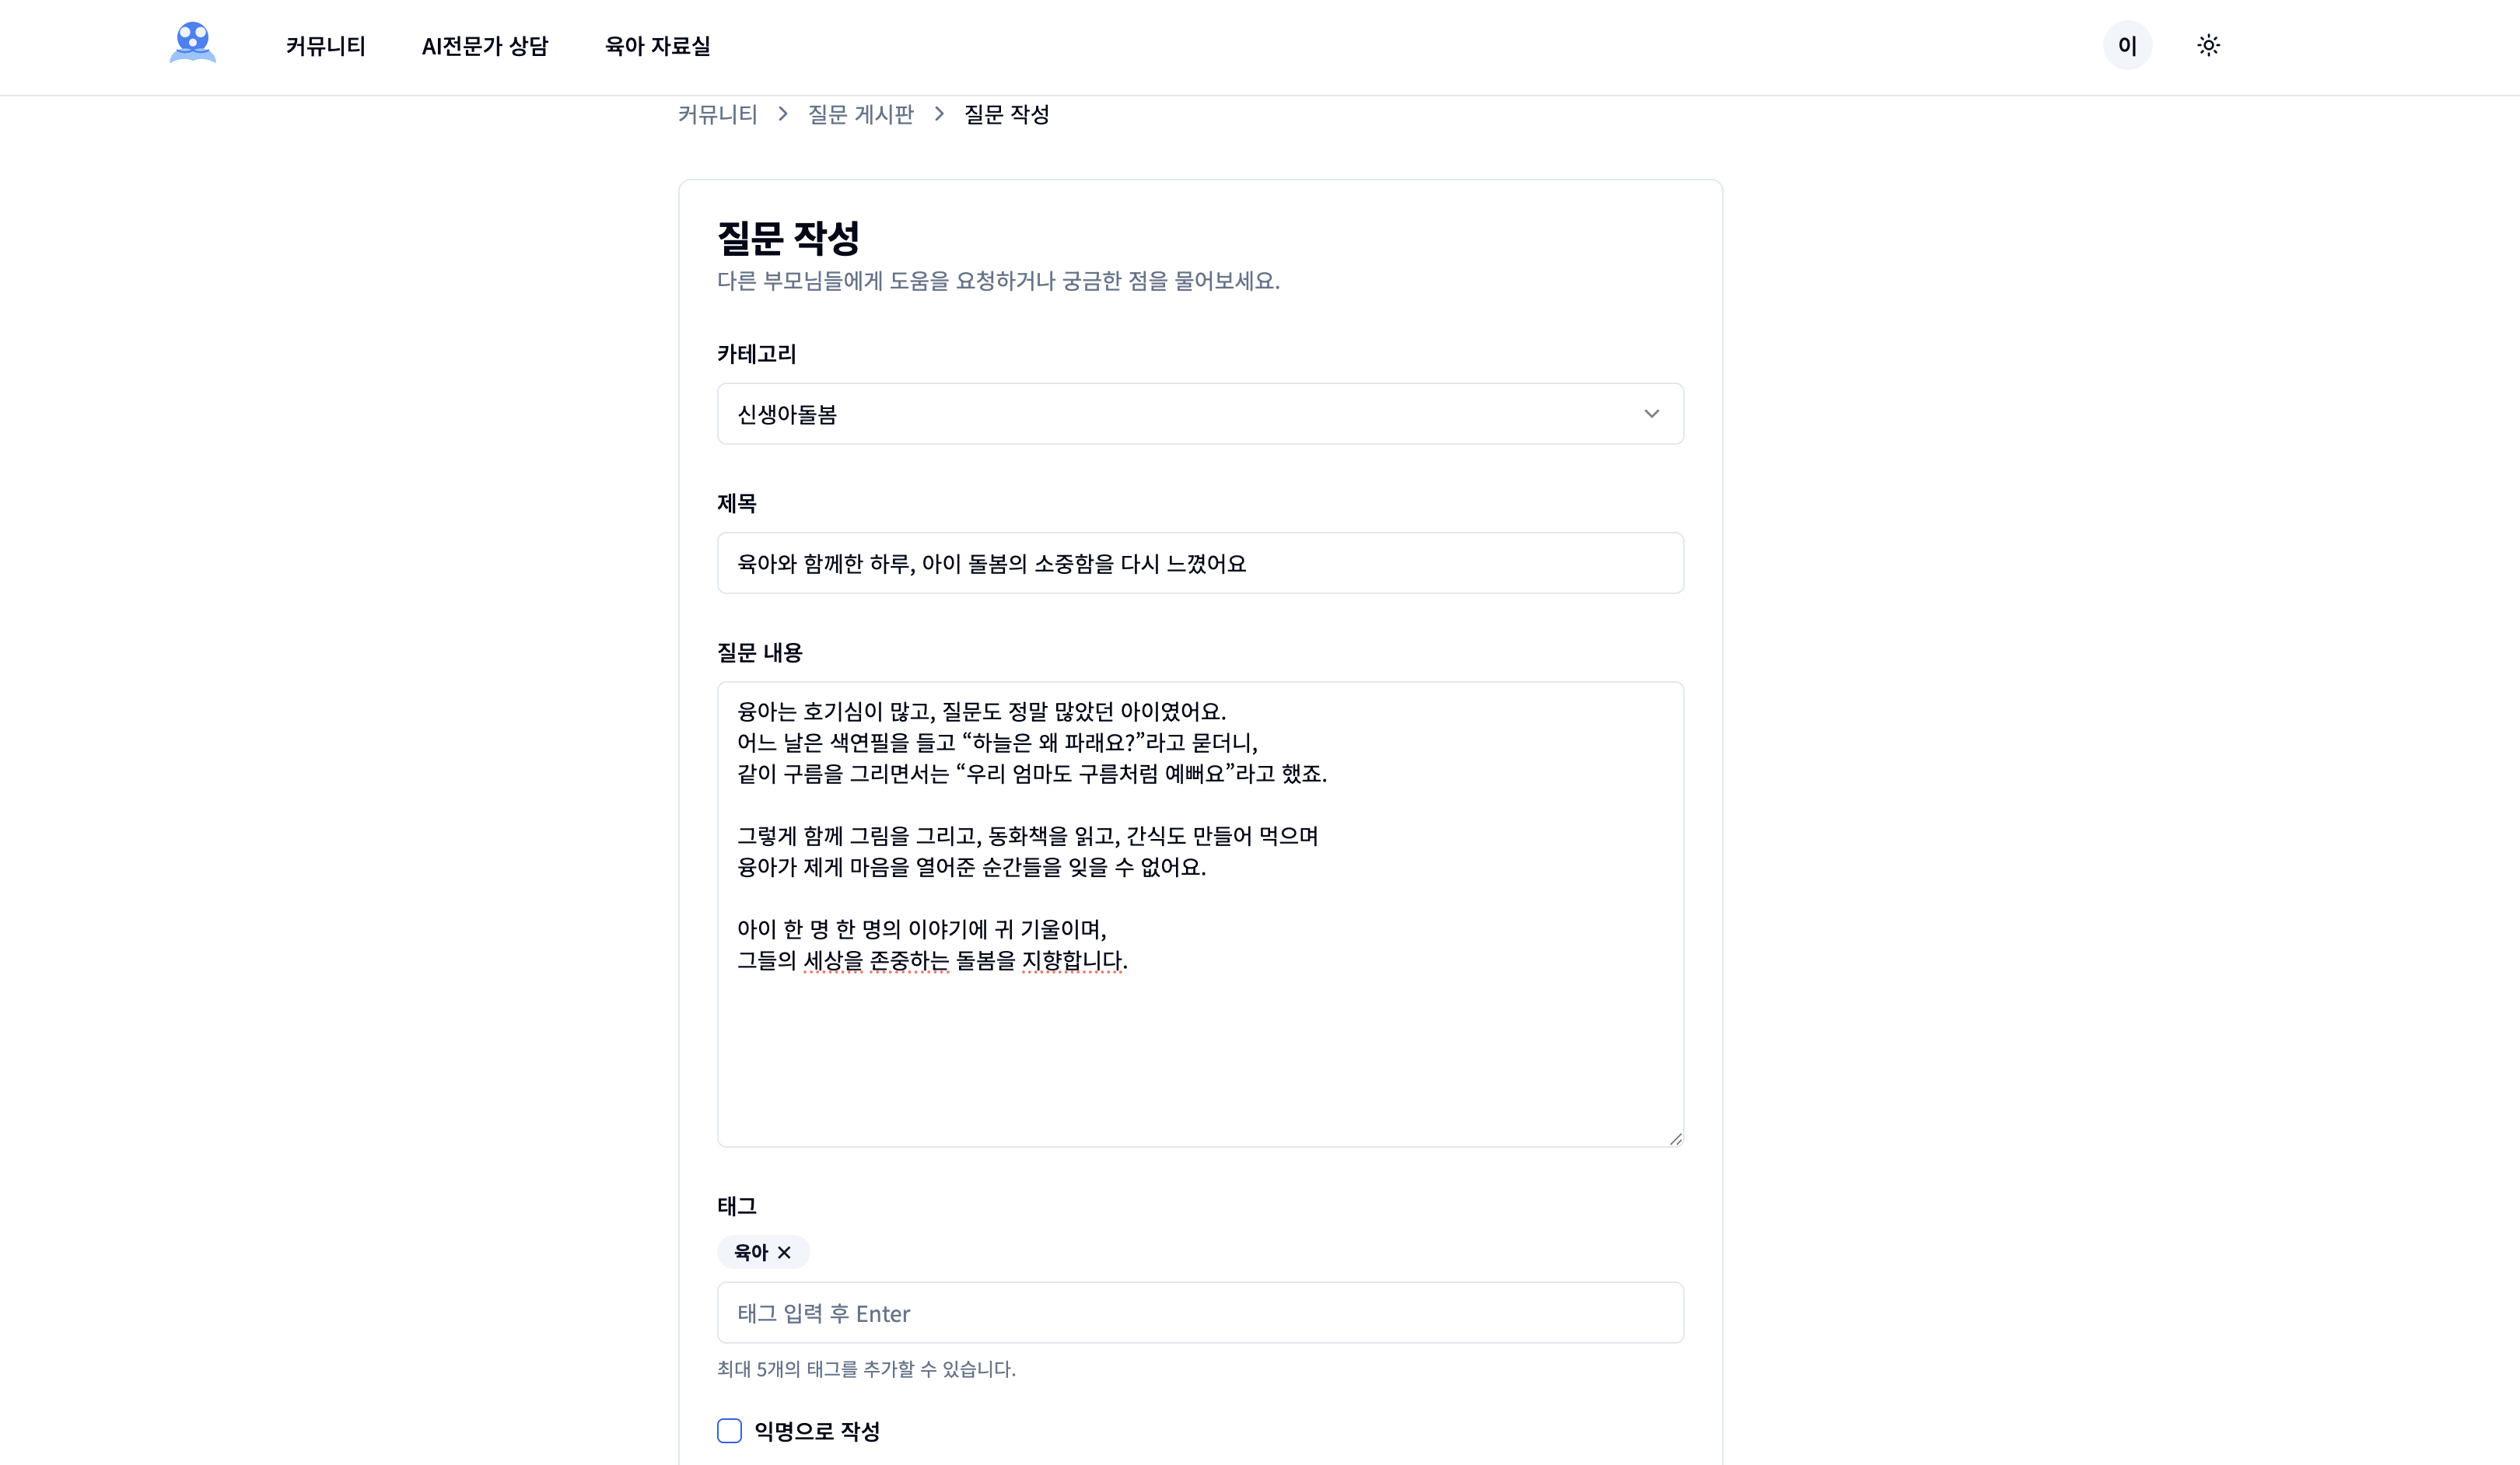 커뮤니티
AI전문가 상담
육아 자료실
이
커뮤니티 > 질문 게시판 > 질문 작성
질문 작성
다른 부모님들에게 도움을 요청하거나 궁금한 점을 물어보세요.
카테고리
신생아돌봄
제목
육아와 함께한 하루, 아이 돌봄의 소중함을 다시 느꼈어요
질문 내용
융아는 호기심이 많고, 질문도 정말 많았던 아이였어요.
어느 날은 색연필을 들고 “하늘은 왜 파래요?”라고 묻더니,
같이 구름을 그리면서는 “우리 엄마도 구름처럼 예뻐요”라고 했죠.
그렇게 함께 그림을 그리고, 동화책을 읽고, 간식도 만들어 먹으며
융아가 제게 마음을 열어준 순간들을 잊을 수 없어요.
아이 한 명 한 명의 이야기에 귀 기울이며,
그들의 세상을 존중하는 돌봄을 지향합니다.
태그
육아 ×
태그 입력 후 Enter
최대 5개의 태그를 추가할 수 있습니다.
익명으로 작성